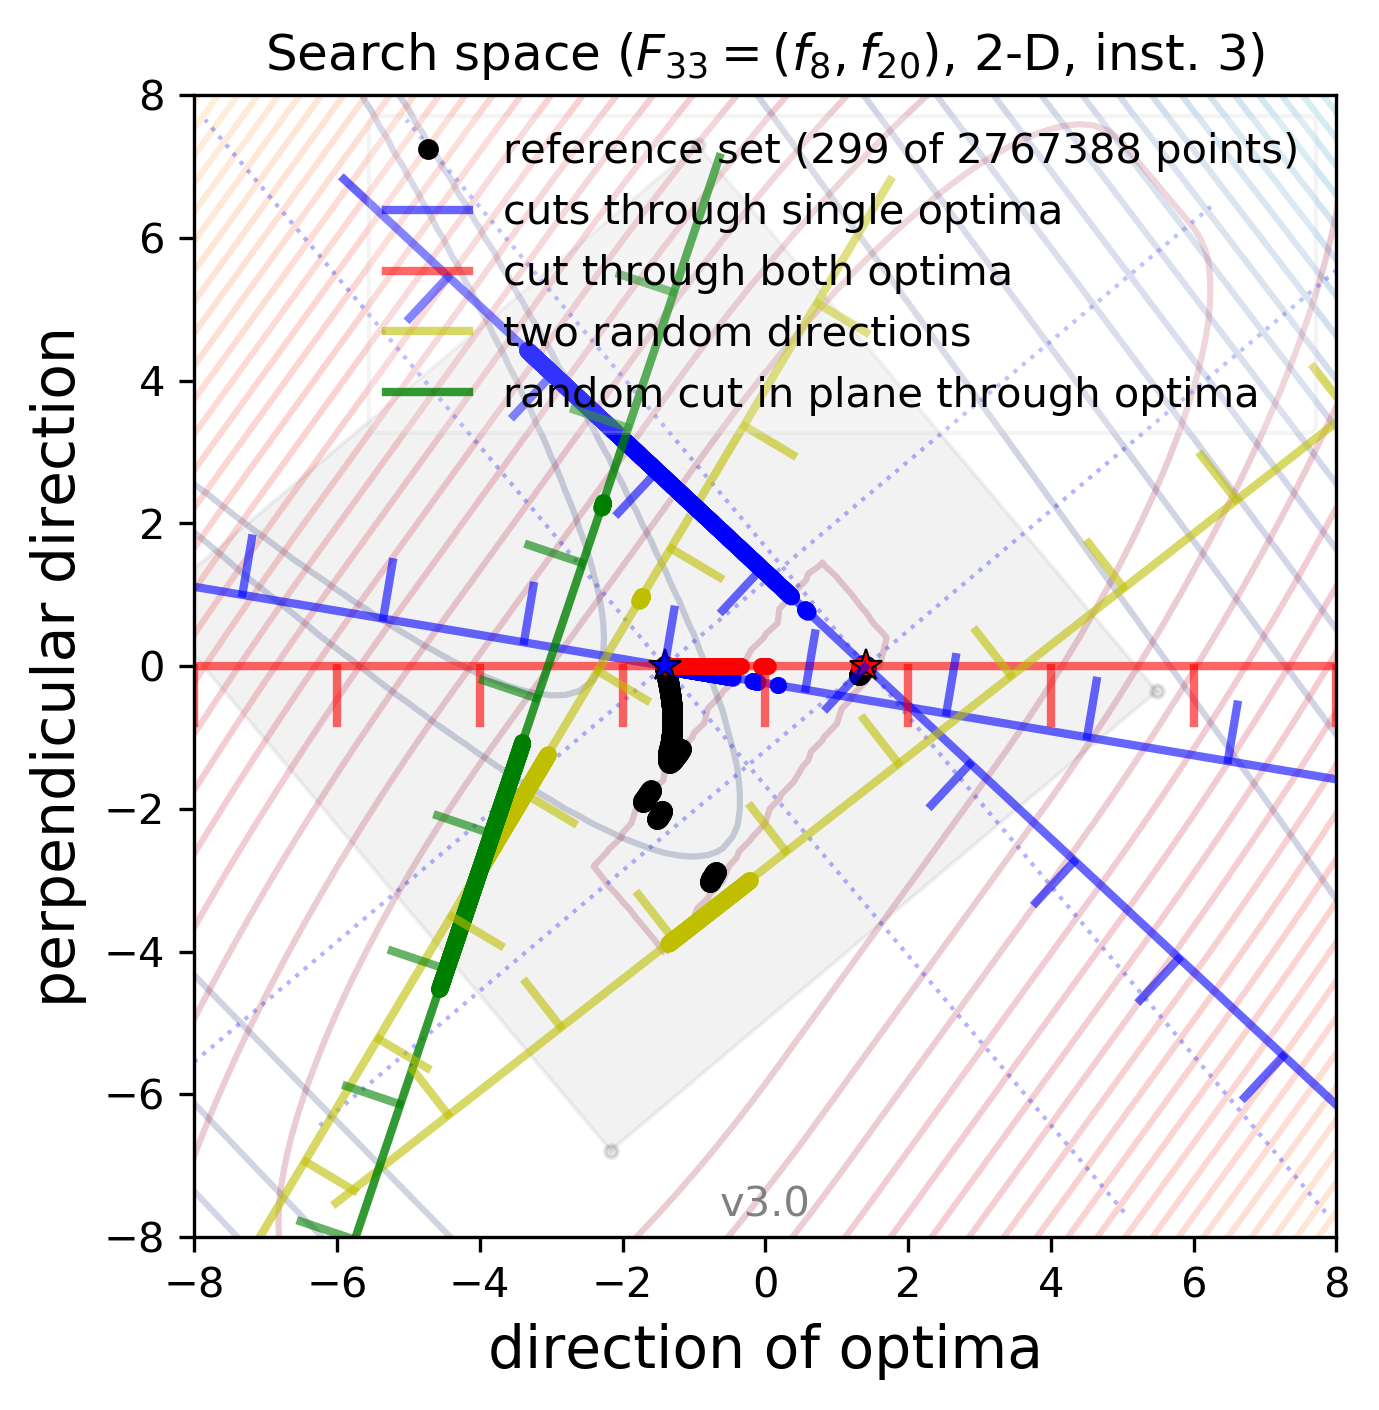 Search space (F₃₃ = (f₈, f₂₀), 2-D, inst. 3)
reference set (299 of 2767388 points)
cuts through single optima
cut through both optima
two random directions
random cut in plane through optima
perpendicular direction
8
6
4
2
0
−2
−4
−6
−8
v3.0
−8 −6 −4 −2 0 2 4 6 8
direction of optima